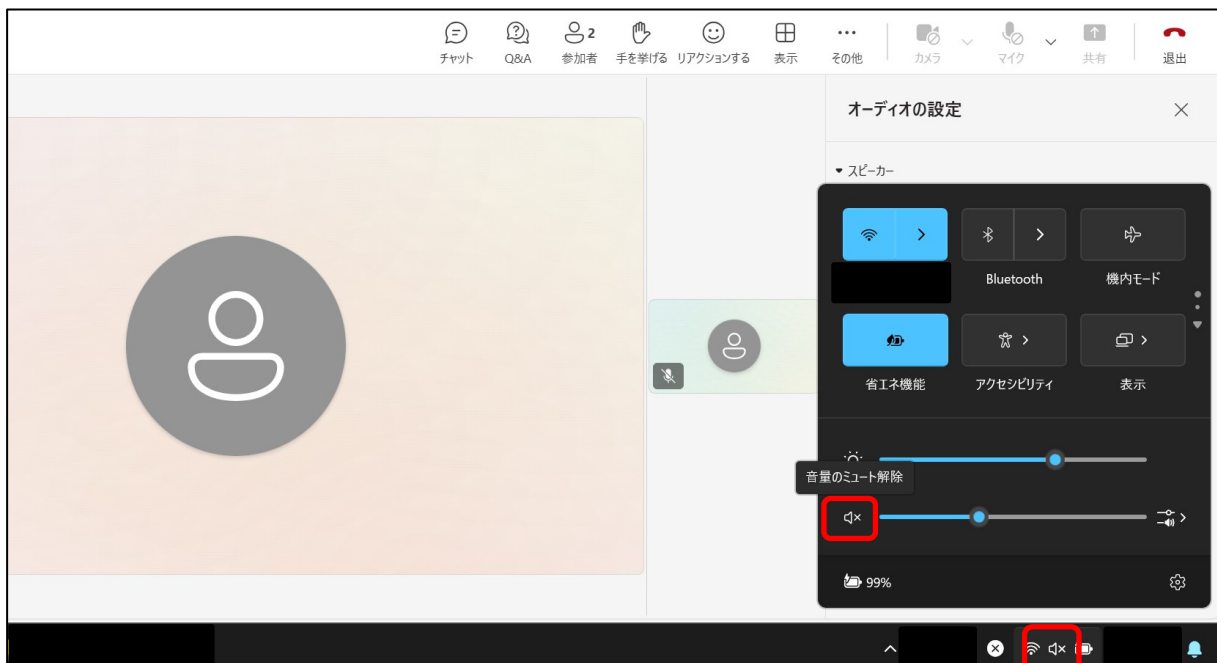 2
チャット Q&A 参加者 手を挙げる リアクションする 表示 その他 カメラ マイク 共有 退出
オーディオの設定
スピーカー
Bluetooth 機内モード
省エネ機能 アクセシビリティ 表示
音量のミュート解除
99%